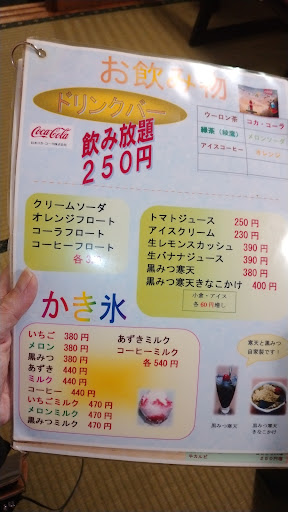 お飲み物
ドリンクバー
Coca-Cola
飲み放題
250円
ウーロン茶 コカ・コーラ
緑茶 メロンソーダ
アイスコーヒー オレンジ
クリームソーダ
オレンジフロート
コーラフロート
コーヒーフロート
トマトジュース 250円
アイスクリーム 230円
生レモンスカッシュ 390円
生バナナジュース 390円
黒みつ寒天 380円
黒みつ寒天きなこかけ 400円
小倉・アイス
各60円増し
かき氷
いちご 380円
メロン 380円
黒みつ 380円
あずき 440円
ミルク 440円
コーヒー 440円
いちごミルク 470円
メロンミルク 470円
黒みつミルク 470円
あずきミルク
コーヒーミルク
各540円
寒天と黒みつ
自家製です!
黒みつ寒天
黒みつ寒天
きなこかけ